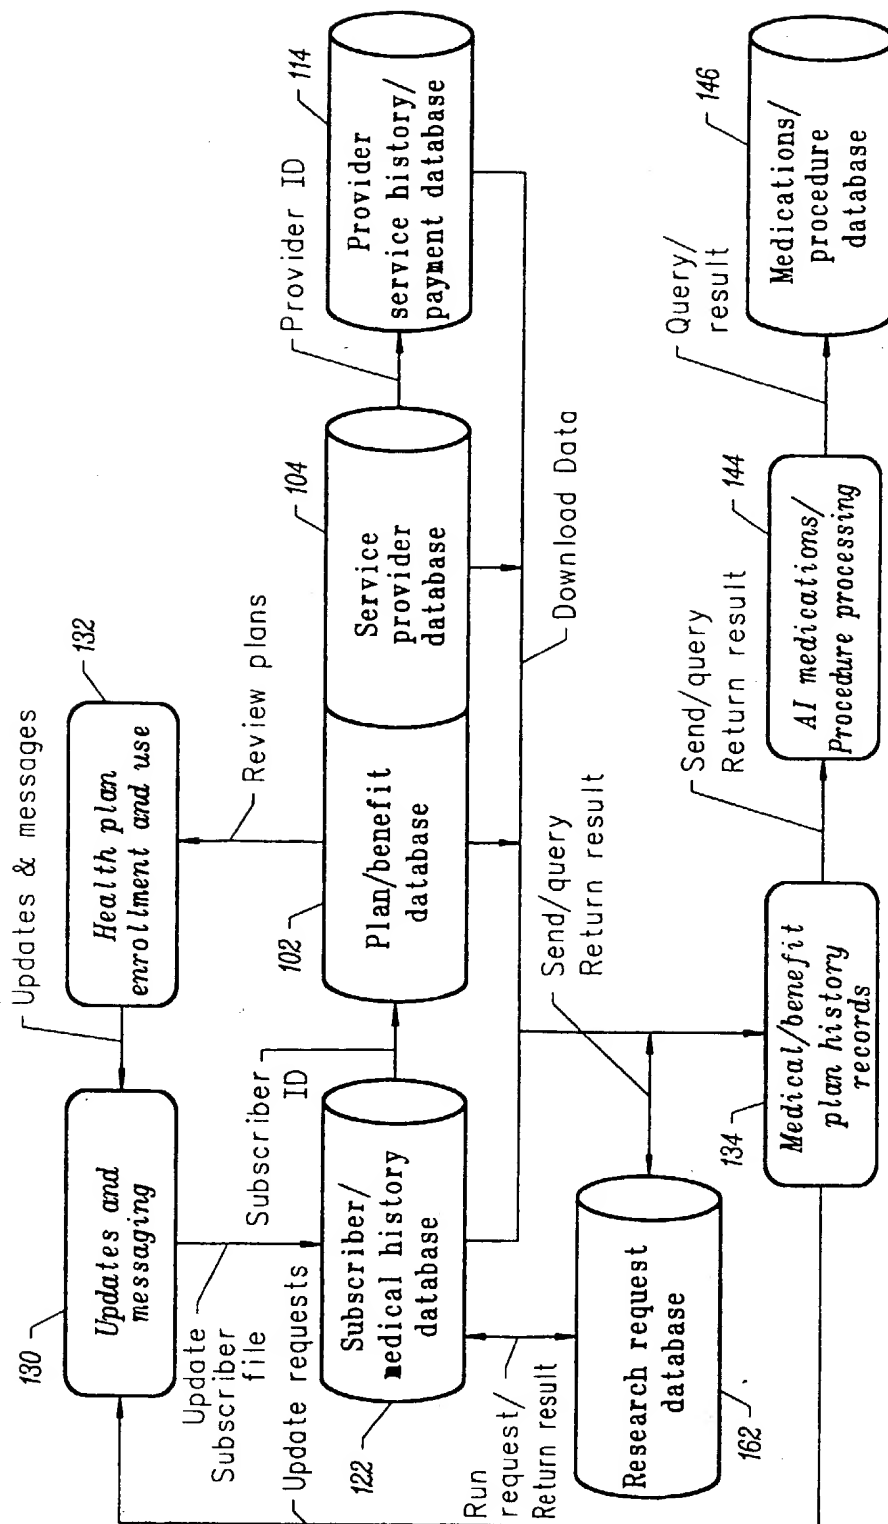 Updates & messages
130
Updates and
messaging
Health plan
enrollment and use
132
Update
Subscriber
file
Review plans
Subscriber
ID
Provider ID
Update requests
122
Subscriber/
medical history
database
102
Plan/benefit
database
Service
provider
database
104
Provider
service history/
payment database
114
Run
request/
Return result
Download Data
Send/query
Return result
162
Research request
database
134
Medical/benefit
plan history
records
Send/query
Return result
AI medications/
Procedure processing
144
Query/
result
Medications/
procedure
database
146